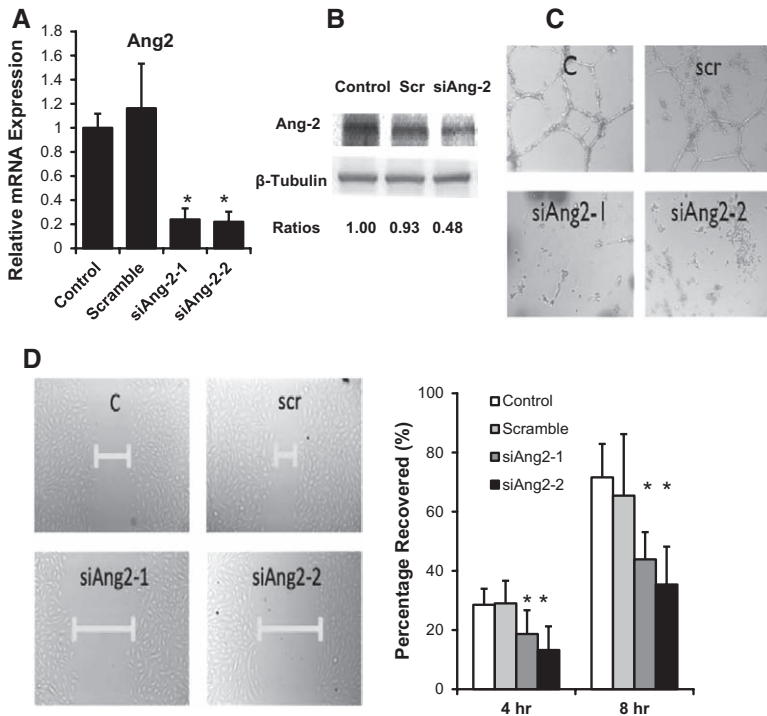 A
Ang2
Relative mRNA Expression
1.8
1.6
1.4
1.2
1
0.8
0.6
0.4
0.2
0
* *
Control
Scramble
siAng-2-1
siAng-2-2
B
Control Scr siAng-2
Ang-2
β-Tubulin
Ratios 1.00 0.93 0.48
C
C
scr
siAng2-1
siAng2-2
D
C
scr
siAng2-1
siAng2-2
Percentage Recovered (%)
100
80
60
40
20
0
Control
Scramble
siAng2-1
siAng2-2
* *
* *
4 hr
8 hr